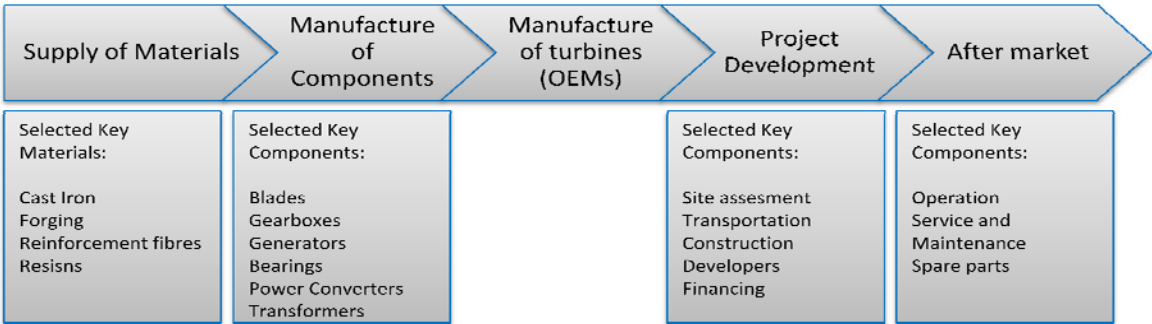 Supply of Materials
Manufacture
of
Components
Manufacture
of turbines
(OEMs)
Project
Development
After market
Selected Key
Materials:
Cast Iron
Forging
Reinforcement fibres
Resisns
Selected Key
Components:
Blades
Gearboxes
Generators
Bearings
Power Converters
Transformers
Selected Key
Components:
Site assesment
Transportation
Construction
Developers
Financing
Selected Key
Components:
Operation
Service and
Maintenance
Spare parts